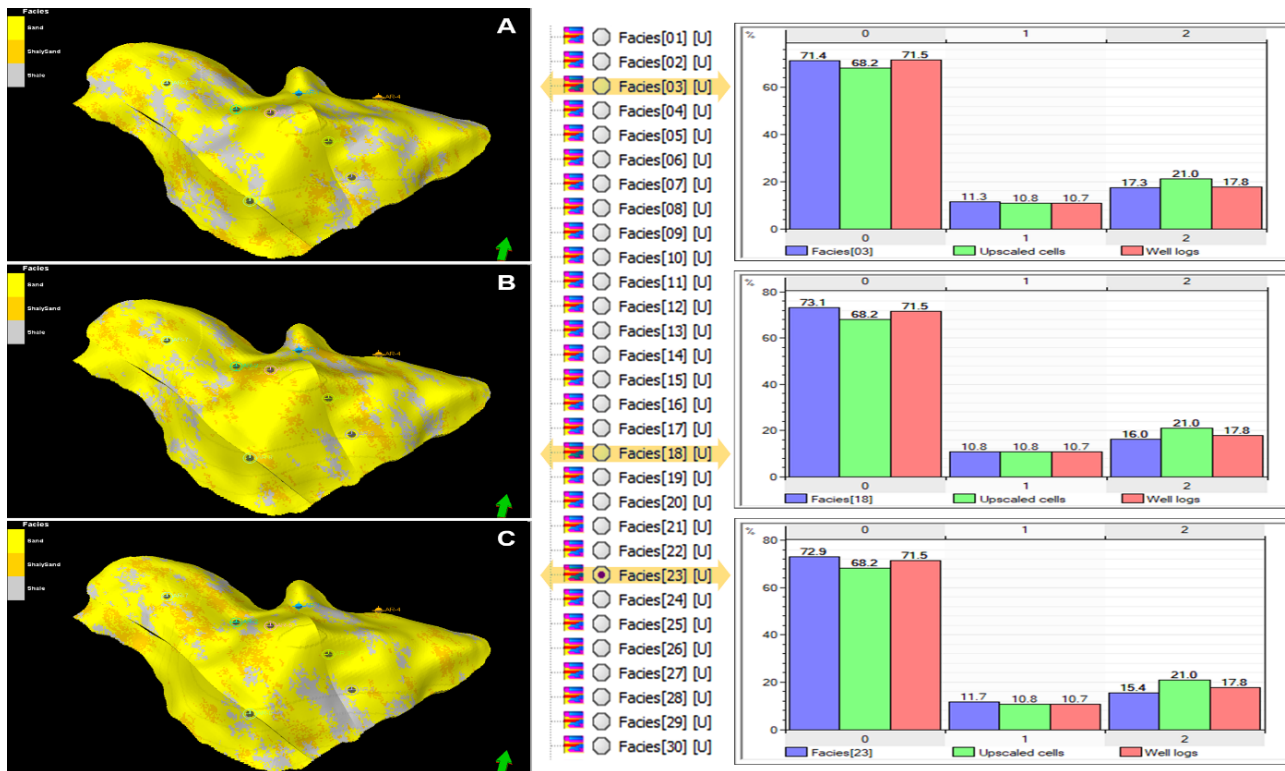 Facies
Sand
ShalySand
Shale
A
AR-4
Facies
Sand
ShalySand
Shale
B
AR-4
Facies
Sand
ShalySand
Shale
C
AR-4
Facies[01] [U]
Facies[02] [U]
Facies[03] [U]
Facies[04] [U]
Facies[05] [U]
Facies[06] [U]
Facies[07] [U]
Facies[08] [U]
Facies[09] [U]
Facies[10] [U]
Facies[11] [U]
Facies[12] [U]
Facies[13] [U]
Facies[14] [U]
Facies[15] [U]
Facies[16] [U]
Facies[17] [U]
Facies[18] [U]
Facies[19] [U]
Facies[20] [U]
Facies[21] [U]
Facies[22] [U]
Facies[23] [U]
Facies[24] [U]
Facies[25] [U]
Facies[26] [U]
Facies[27] [U]
Facies[28] [U]
Facies[29] [U]
Facies[30] [U]
% 0 1 2
71.4 68.2 71.5
60
40
20 11.3 10.8 10.7 17.3 21.0 17.8
0
0 1 2
Facies[03] Upscaled cells Well logs
% 0 1 2
80
73.1 68.2 71.5
60
40
20 10.8 10.8 10.7 16.0 21.0 17.8
0
0 1 2
Facies[18] Upscaled cells Well logs
% 0 1 2
80
72.9 68.2 71.5
60
40
20 11.7 10.8 10.7 15.4 21.0 17.8
0
0 1 2
Facies[23] Upscaled cells Well logs